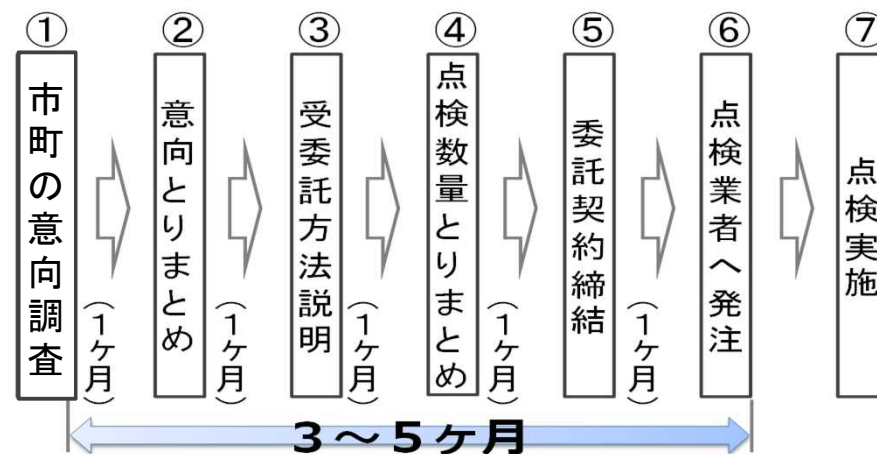 ①
市町の意向調査
(1ヶ月)
②
意向とりまとめ
(1ヶ月)
③
受委託方法説明
(1ヶ月)
④
点検数量とりまとめ
(1ヶ月)
⑤
委託契約締結
(1ヶ月)
⑥
点検業者へ発注
⑦
点検実施
3～5ヶ月